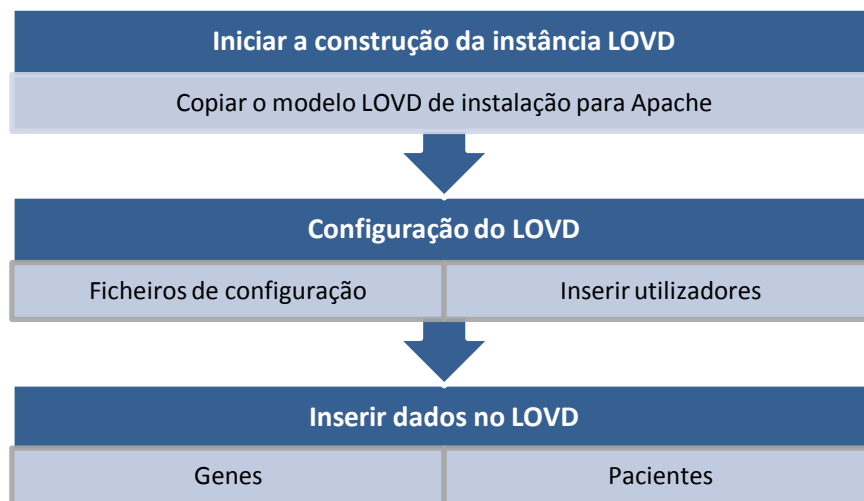 Iniciar a construção da instância LOVD
Copiar o modelo LOVD de instalação para Apache
Configuração do LOVD
Ficheiros de configuração
Inserir utilizadores
Inserir dados no LOVD
Genes
Pacientes